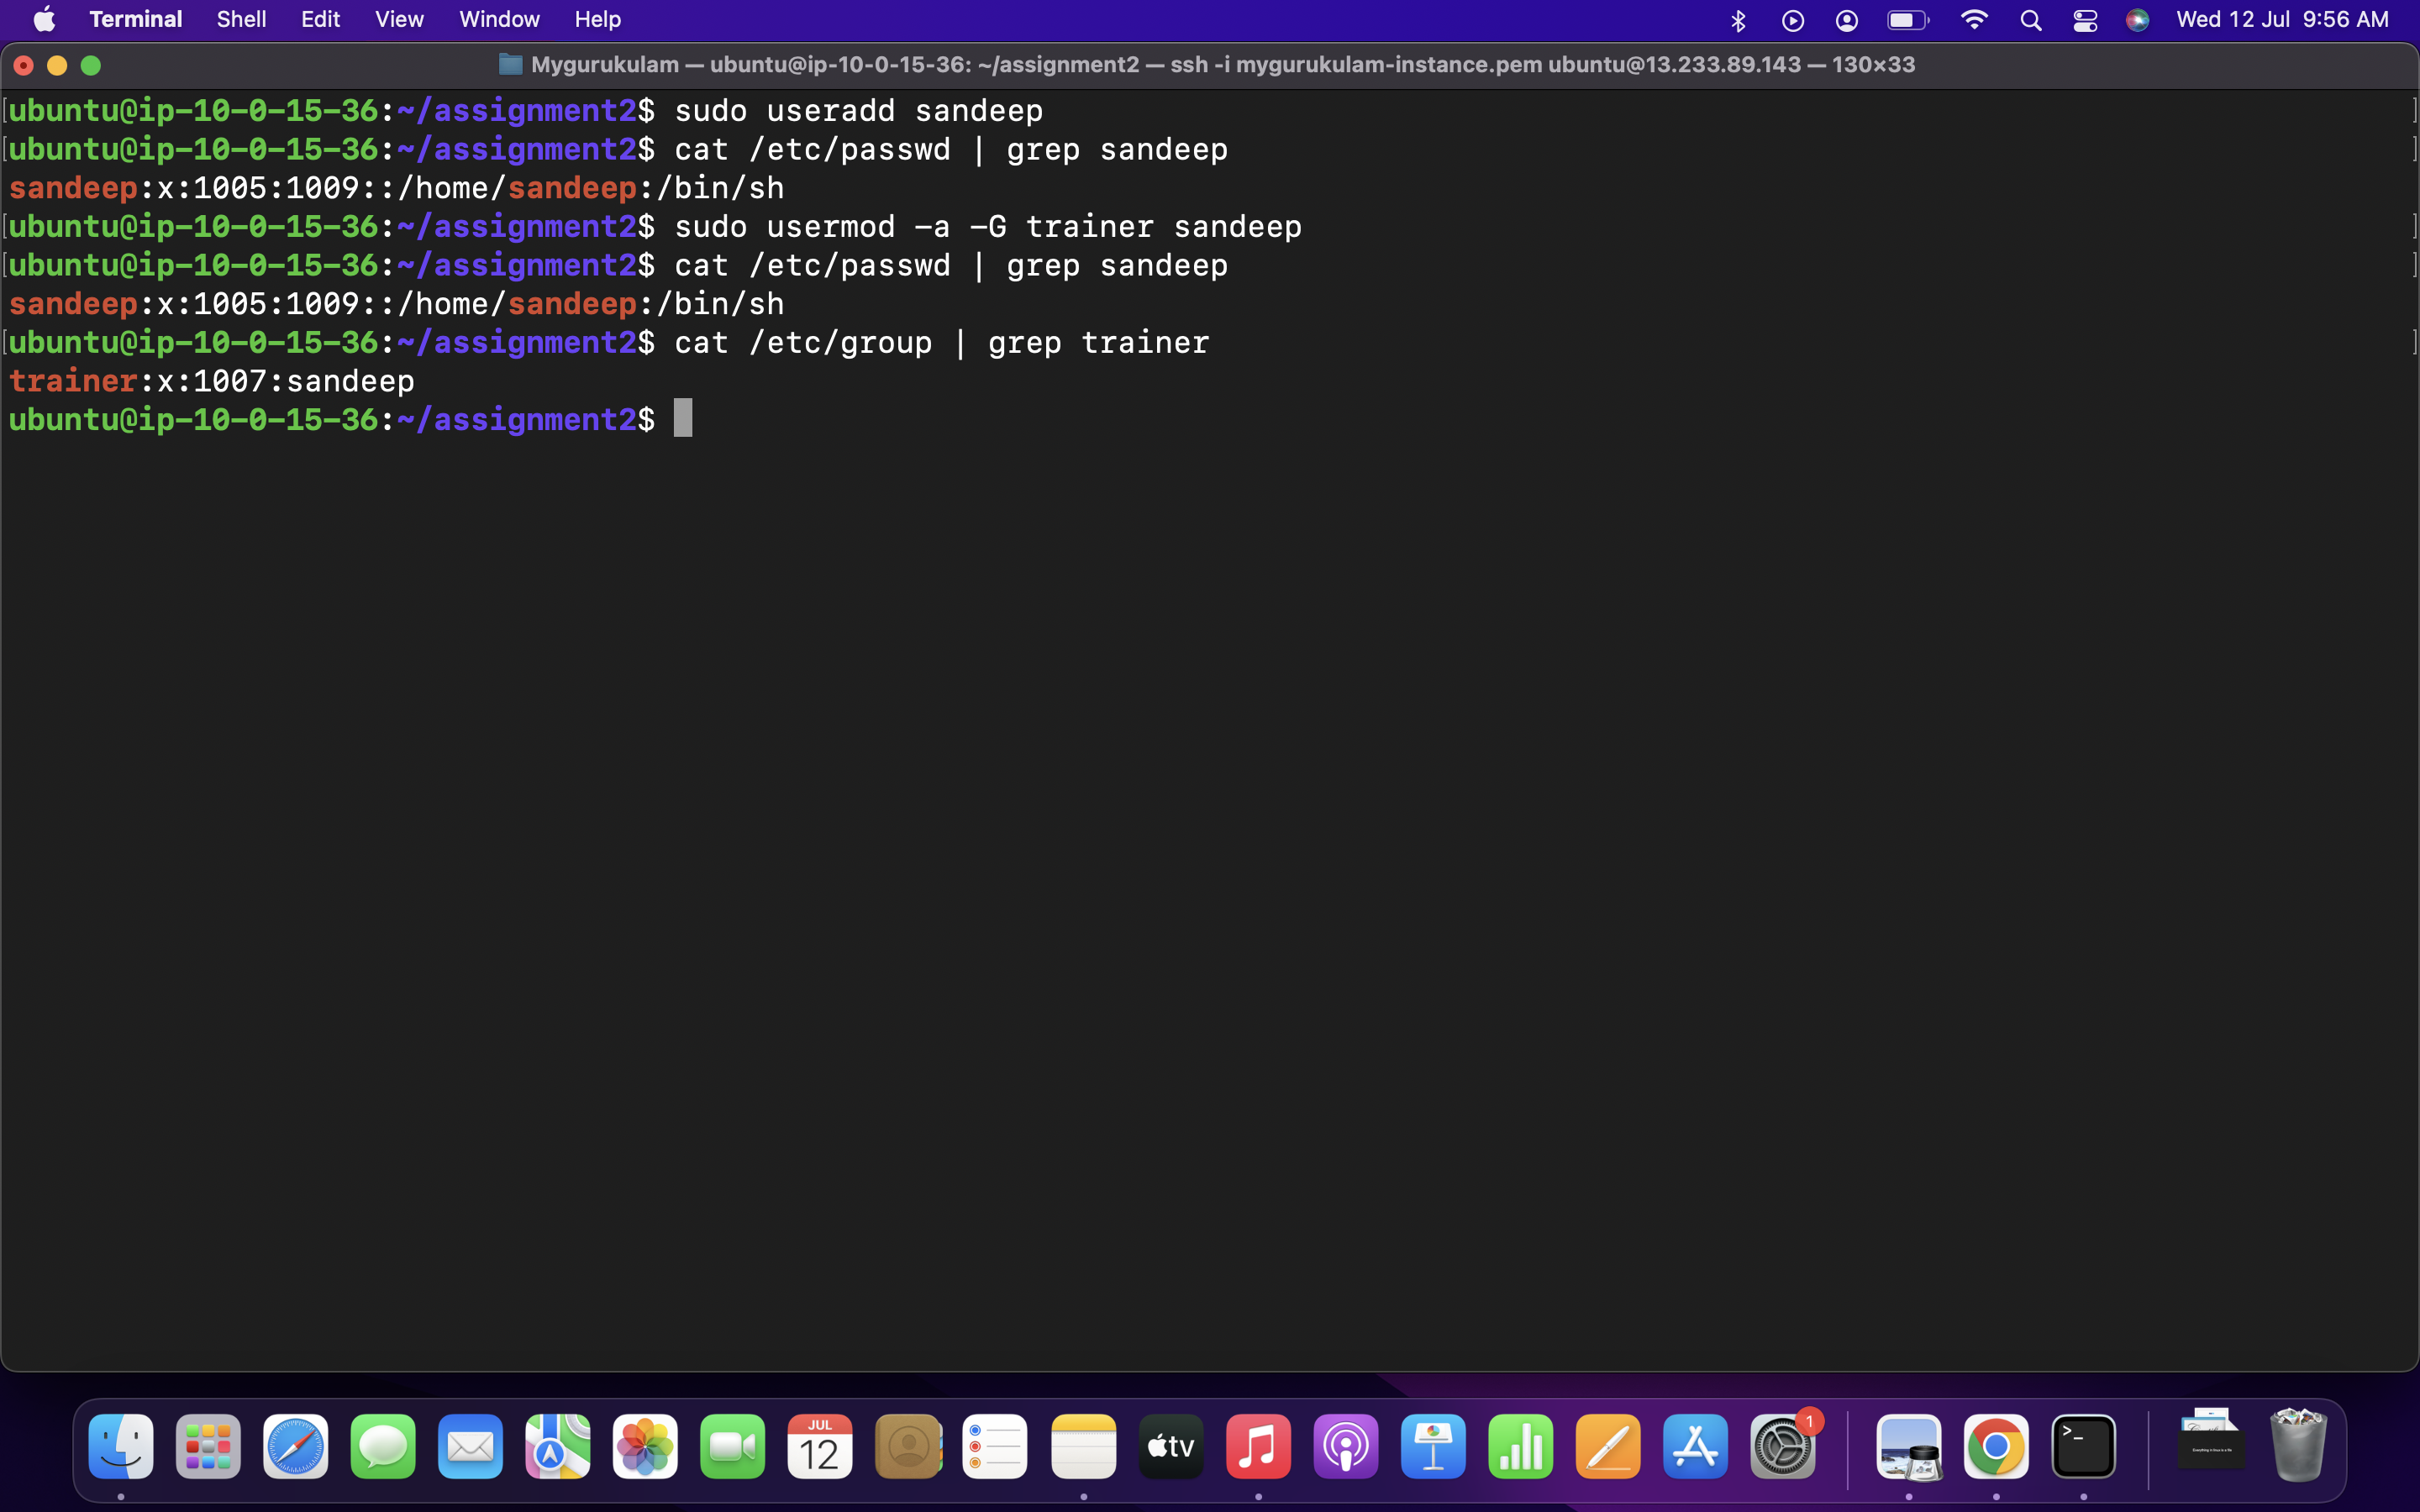 Terminal Shell Edit View Window Help Wed 12 Jul 9:56 AM
Mygurukulam — ubuntu@ip-10-0-15-36: ~/assignment2 — ssh -i mygurukulam-instance.pem ubuntu@13.233.89.143 — 130×33
ubuntu@ip-10-0-15-36:~/assignment2$ sudo useradd sandeep
ubuntu@ip-10-0-15-36:~/assignment2$ cat /etc/passwd | grep sandeep
sandeep:x:1005:1009::/home/sandeep:/bin/sh
ubuntu@ip-10-0-15-36:~/assignment2$ sudo usermod -a -G trainer sandeep
ubuntu@ip-10-0-15-36:~/assignment2$ cat /etc/passwd | grep sandeep
sandeep:x:1005:1009::/home/sandeep:/bin/sh
ubuntu@ip-10-0-15-36:~/assignment2$ cat /etc/group | grep trainer
trainer:x:1007:sandeep
ubuntu@ip-10-0-15-36:~/assignment2$
JUL
12
tv
1
>_